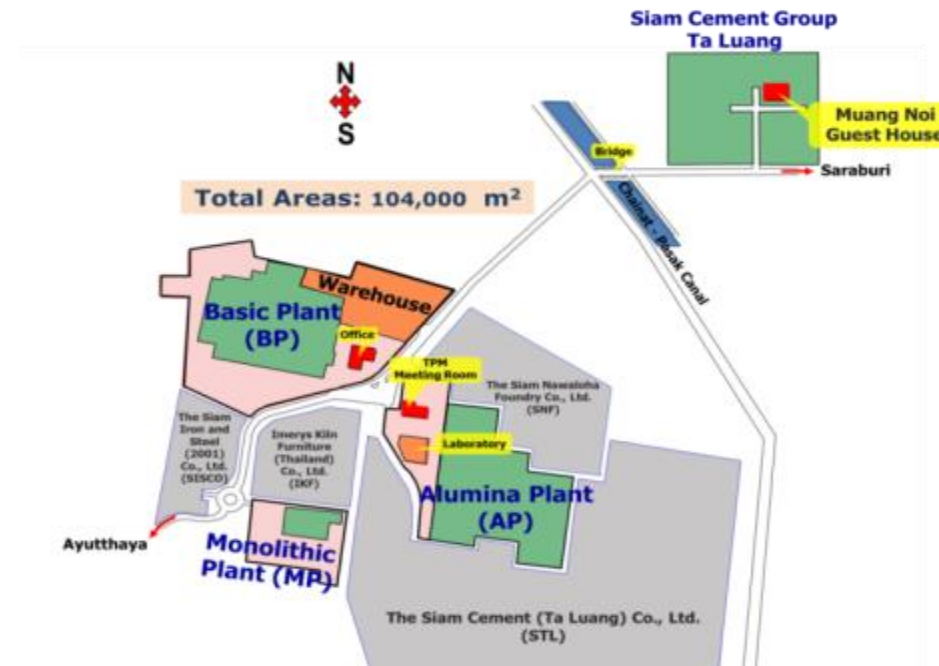 Siam Cement Group
Ta Luang
N
S
Muang Noi
Guest House
Bridge
Saraburi
Total Areas: 104,000 m²
Chainat - Pasak Canal
Warehouse
Basic Plant
(BP)
Office
TPM
Meeting Room
The Siam Nawaloha
Foundry Co., Ltd.
(SNF)
The Siam
Iron and
Steel
(2001)
Co., Ltd.
(SISCO)
Imerys Kiln
Furniture
(Thailand)
Co., Ltd.
(IKF)
Laboratory
Alumina Plant
(AP)
Ayutthaya
Monolithic
Plant (MP)
The Siam Cement (Ta Luang) Co., Ltd.
(STL)